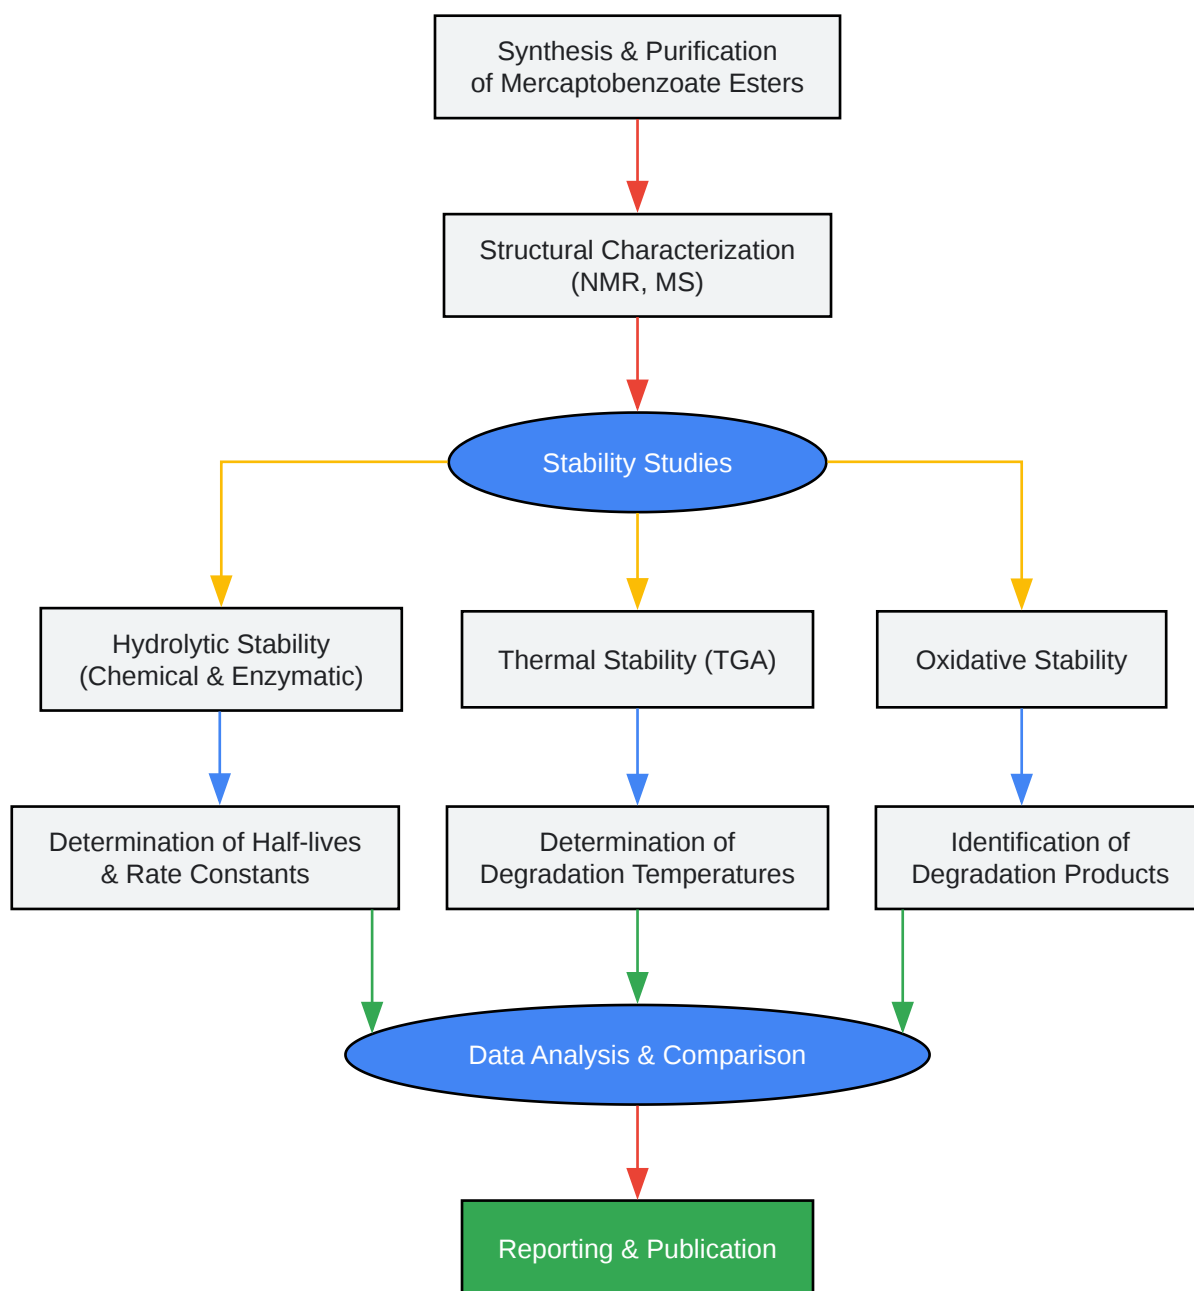 Synthesis & Purification
of Mercaptobenzoate Esters
Structural Characterization
(NMR, MS)
Stability Studies
Hydrolytic Stability
(Chemical & Enzymatic)
Thermal Stability (TGA)
Oxidative Stability
Determination of Half-lives
& Rate Constants
Determination of
Degradation Temperatures
Identification of
Degradation Products
Data Analysis & Comparison
Reporting & Publication